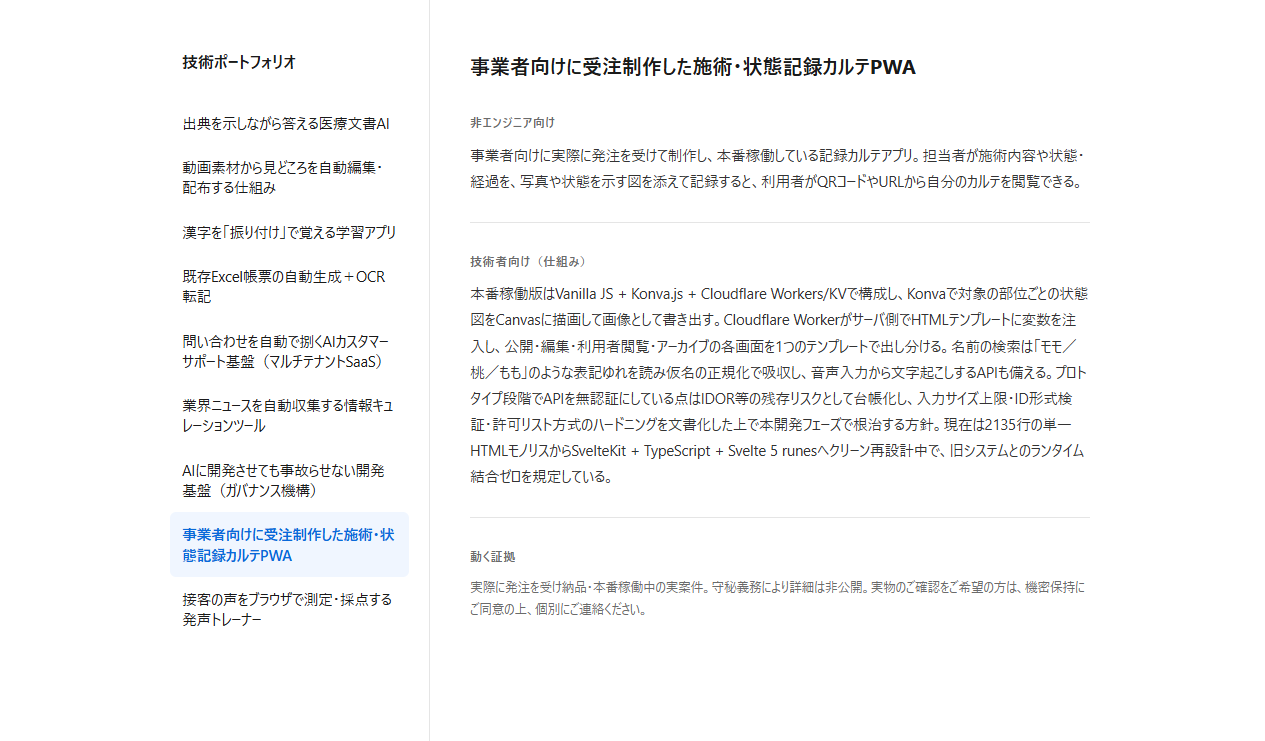 技術ポートフォリオ
出典を示しながら答える医療文書AI
動画素材から見どころを自動編集・
配布する仕組み
漢字を「振り付け」で覚える学習アプリ
既存Excel帳票の自動生成＋OCR
転記
問い合わせを自動で捌くAIカスタマー
サポート基盤（マルチテナントSaaS）
業界ニュースを自動収集する情報キュ
レーションツール
AIに開発させても事故らせない開発
基盤（ガバナンス機構）
事業者向けに受注制作した施術・状
態記録カルテPWA
接客の声をブラウザで測定・採点する
発声トレーナー
事業者向けに受注制作した施術・状態記録カルテPWA
非エンジニア向け
事業者向けに実際に発注を受けて制作し、本番稼働している記録カルテアプリ。担当者が施術内容や状態・
経過を、写真や状態を示す図を添えて記録すると、利用者がQRコードやURLから自分のカルテを閲覧できる。
技術者向け（仕組み）
本番稼働版はVanilla JS + Konva.js + Cloudflare Workers/KVで構成し、Konvaで対象の部位ごとの状態
図をCanvasに描画して画像として書き出す。Cloudflare Workerがサーバ側でHTMLテンプレートに変数を注
入し、公開・編集・利用者閲覧・アーカイブの各画面を1つのテンプレートで出し分ける。名前の検索は「モモ／
桃／もも」のような表記ゆれを読み仮名の正規化で吸収し、音声入力から文字起こしするAPIも備える。プロト
タイプ段階でAPIを無認証にしている点はIDOR等の残存リスクとして台帳化し、入力サイズ上限・ID形式検
証・許可リスト方式のハードニングを文書化した上で本開発フェーズで根治する方針。現在は2135行の単一
HTMLモノリスからSvelteKit + TypeScript + Svelte 5 runesへクリーン再設計中で、旧システムとのランタイム
結合ゼロを規定している。
動く証拠
実際に発注を受け納品・本番稼働中の実案件。守秘義務により詳細は非公開。実物のご確認をご希望の方は、機密保持に
ご同意の上、個別にご連絡ください。